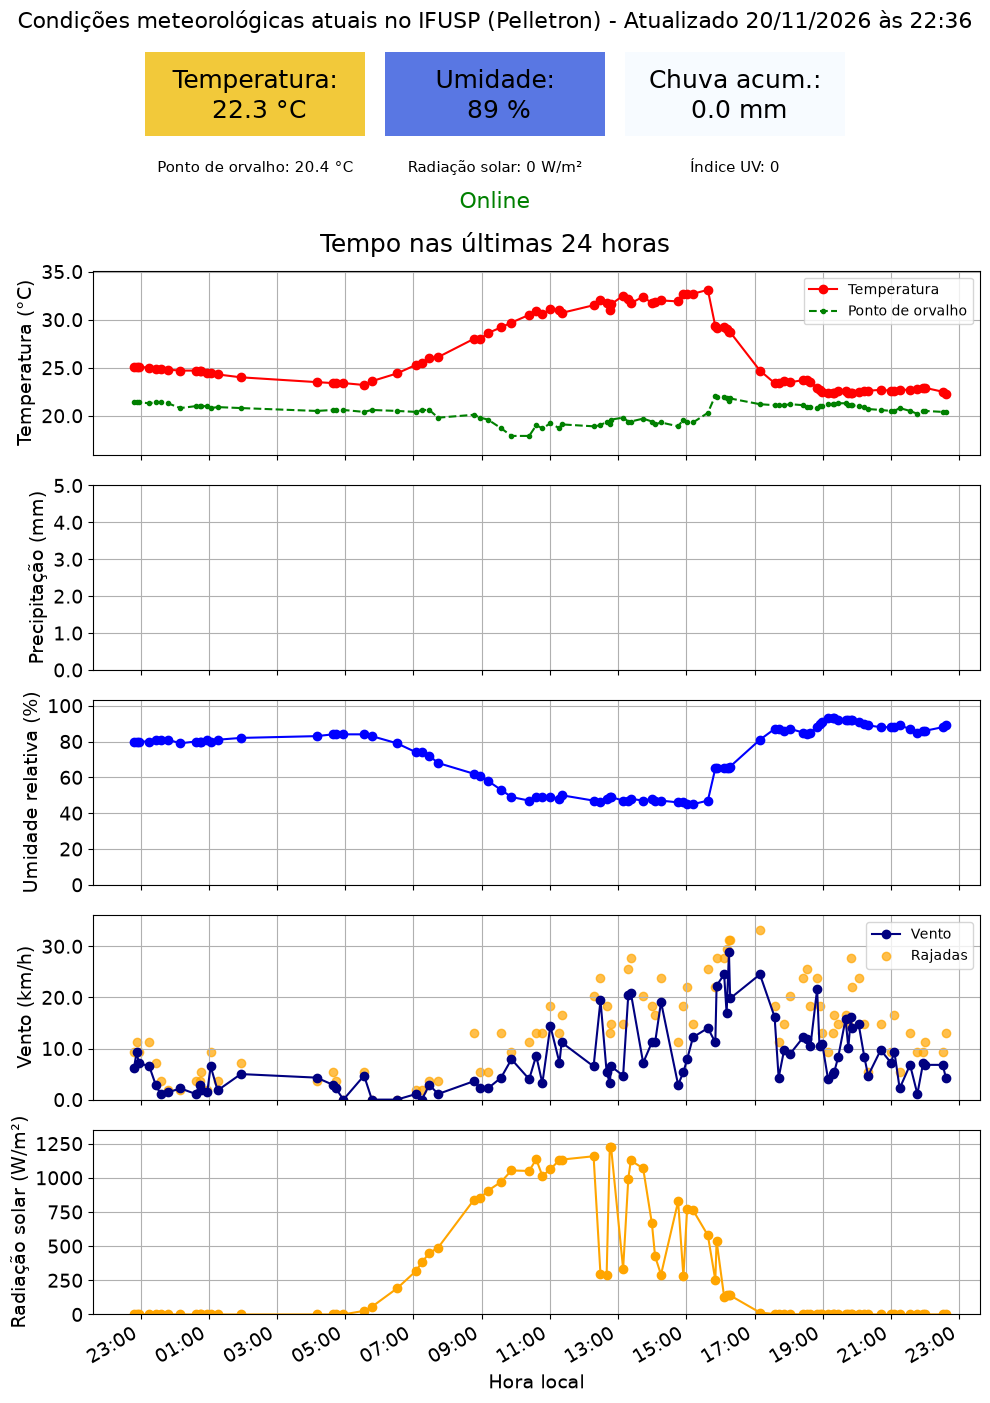 Condições meteorológicas atuais no IFUSP (Pelletron) - Atualizado 20/11/2026 às 22:36
Temperatura:
22.3 °C
Umidade:
89 %
Chuva acum.:
0.0 mm
Ponto de orvalho: 20.4 °C
Radiação solar: 0 W/m²
Índice UV: 0
Online
Tempo nas últimas 24 horas
Temperatura (°C)
35.0
30.0
25.0
20.0
Temperatura
Ponto de orvalho
Precipitação (mm)
5.0
4.0
3.0
2.0
1.0
0.0
Umidade relativa (%)
100
80
60
40
20
0
Vento (km/h)
30.0
20.0
10.0
0.0
Vento
Rajadas
Radiação solar (W/m²)
1250
1000
750
500
250
0
23:00 01:00 03:00 05:00 07:00 09:00 11:00 13:00 15:00 17:00 19:00 21:00 23:00
Hora local